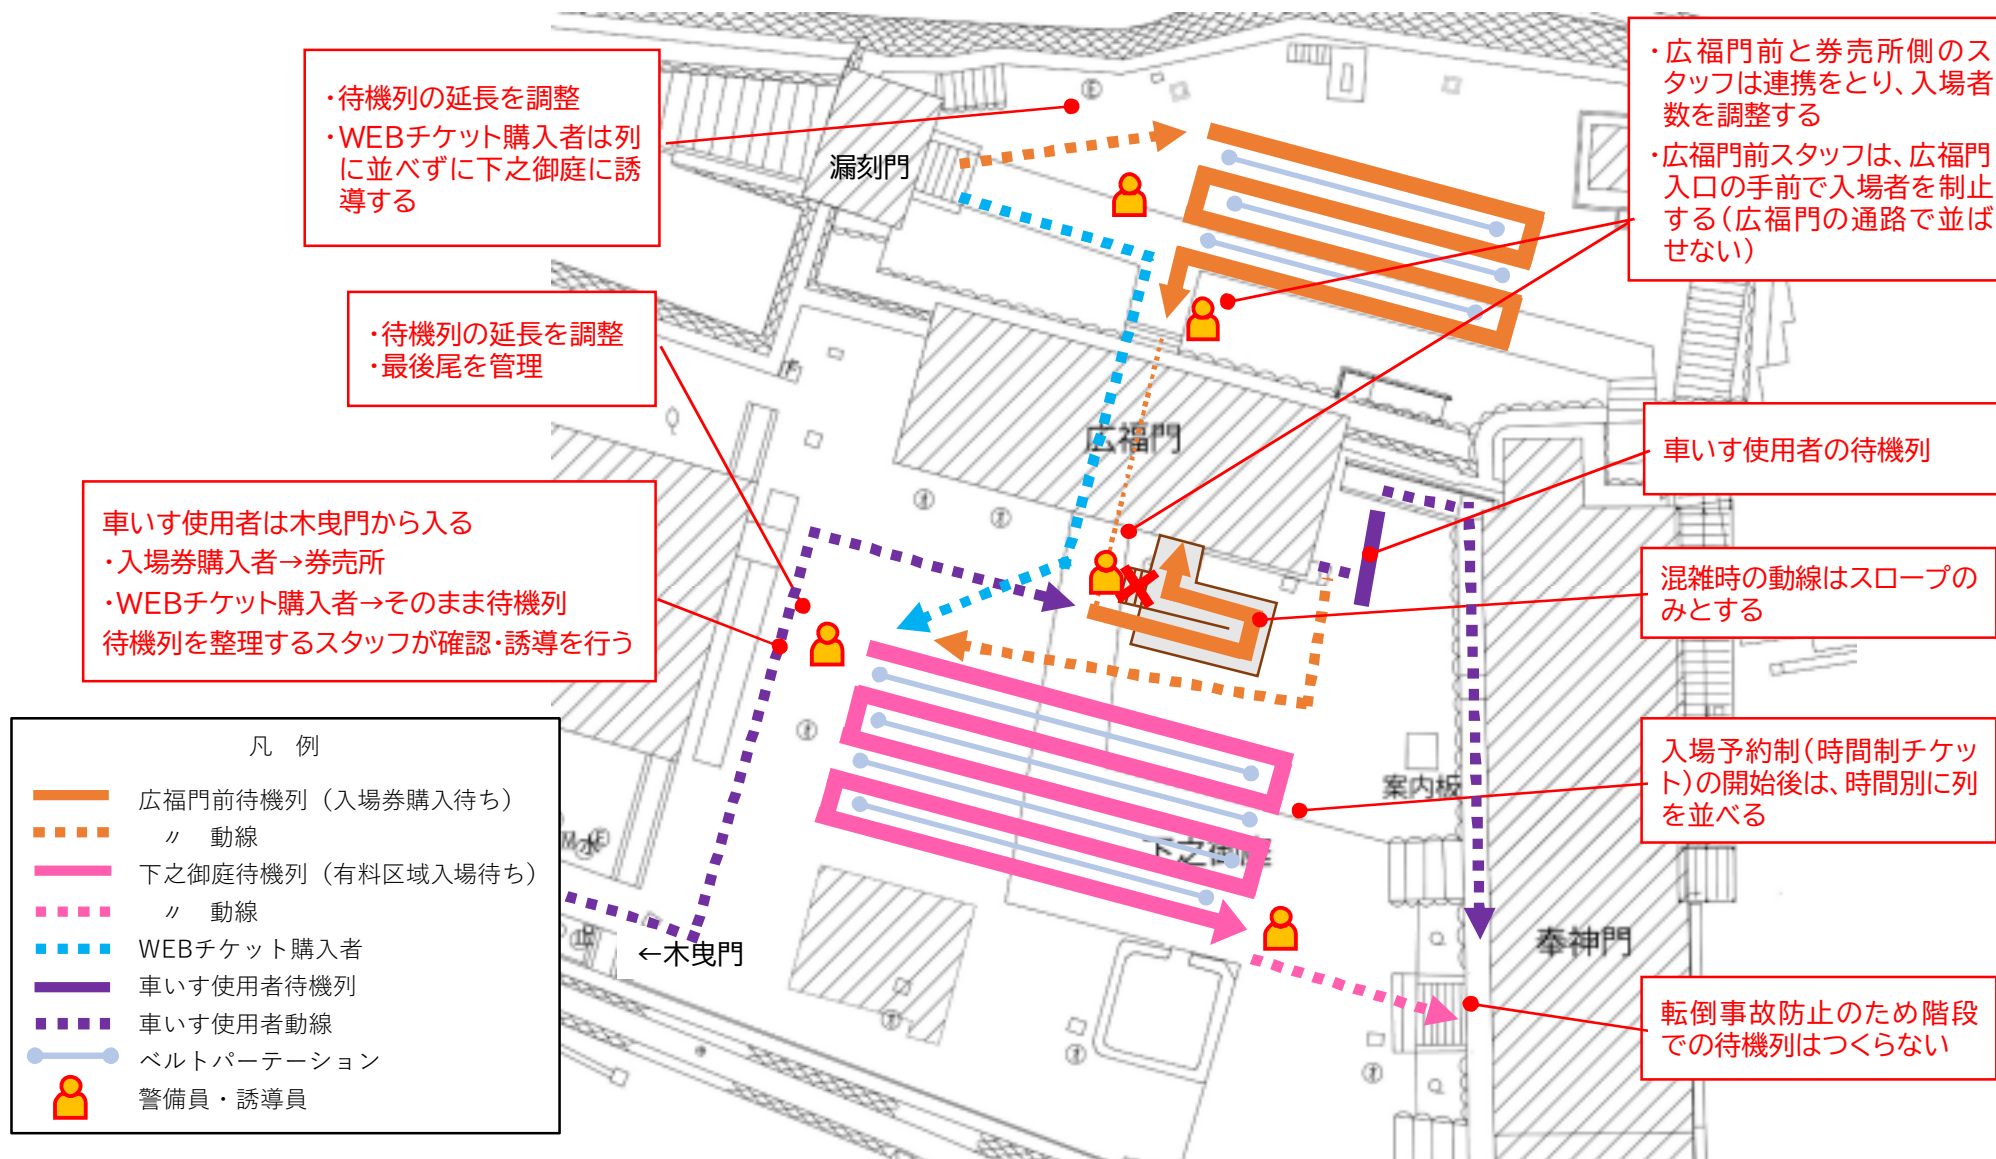 ・待機列の延長を調整
・WEBチケット購入者は列
に並べずに下之御庭に誘
導する
・広福門前と券売所側のス
タッフは連携をとり、入場者
数を調整する
・広福門前スタッフは、広福門
入口の手前で入場者を制止
する（広福門の通路で並ば
せない）
漏刻門
・待機列の延長を調整
・最後尾を管理
広福門
車いす使用者の待機列
車いす使用者は木曳門から入る
・入場券購入者→券売所
・WEBチケット購入者→そのまま待機列
待機列を整理するスタッフが確認・誘導を行う
混雑時の動線はスロープの
みとする
入場予約制（時間制チケッ
ト）の開始後は、時間別に列
を並べる
案内板
下之御庭
奉神門
←木曳門
転倒事故防止のため階段
での待機列はつくらない
凡　例
広福門前待機列（入場券購入待ち）
〃　動線
下之御庭待機列（有料区域入場待ち）
〃　動線
WEBチケット購入者
車いす使用者待機列
車いす使用者動線
ベルトパーテーション
警備員・誘導員